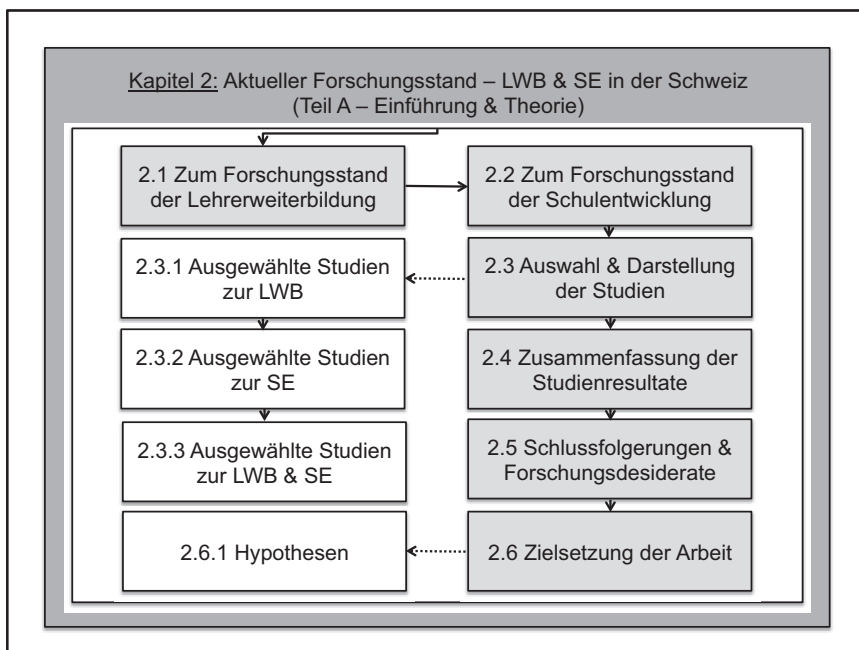 Kapitel 2: Aktueller Forschungsstand – LWB & SE in der Schweiz
(Teil A – Einführung & Theorie)
2.1 Zum Forschungsstand
der Lehrerweiterbildung
2.2 Zum Forschungsstand
der Schulentwicklung
2.3.1 Ausgewählte Studien
zur LWB
2.3 Auswahl & Darstellung
der Studien
2.3.2 Ausgewählte Studien
zur SE
2.4 Zusammenfassung der
Studienresultate
2.3.3 Ausgewählte Studien
zur LWB & SE
2.5 Schlussfolgerungen &
Forschungsdesiderate
2.6.1 Hypothesen
2.6 Zielsetzung der Arbeit